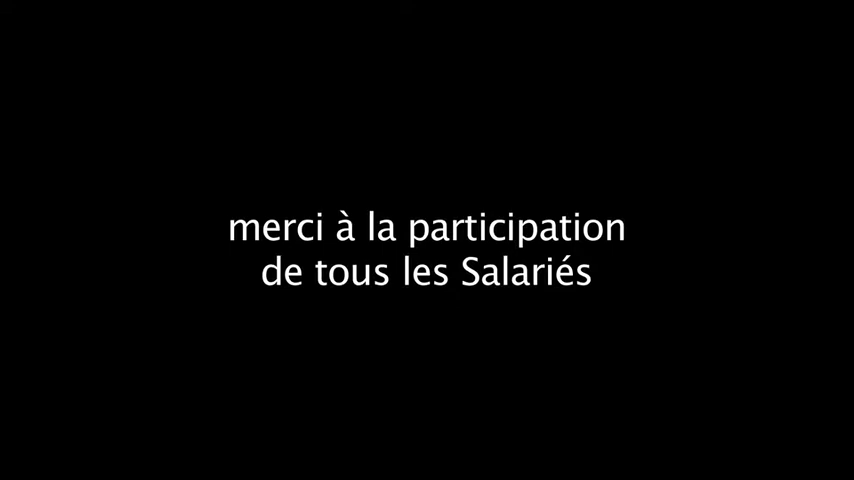 merci à la participation
de tous les Salariés